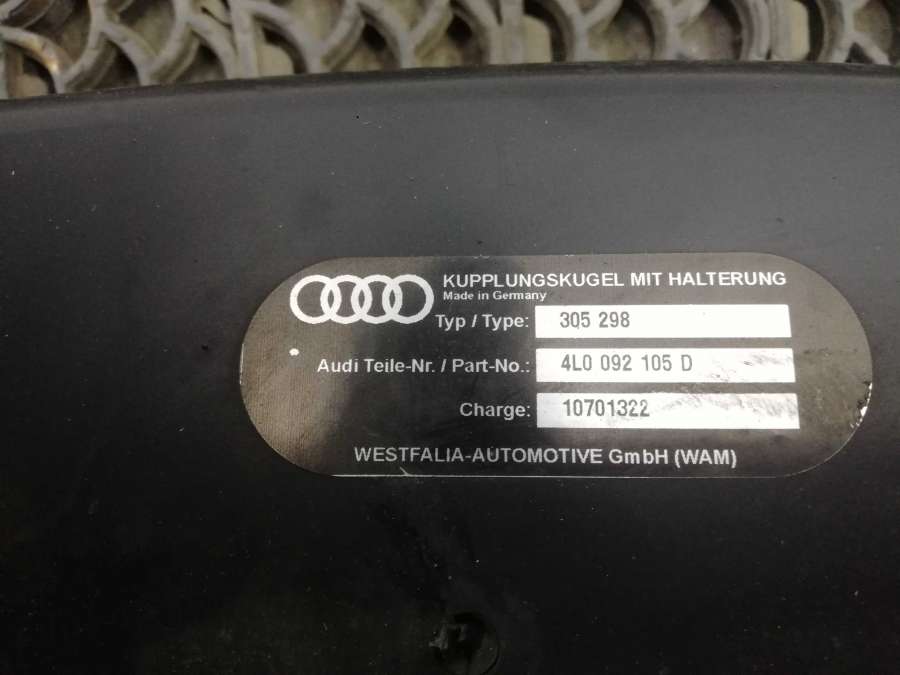 KUPPLUNGSKUGEL MIT HALTERUNG
Made in Germany
Typ / Type: 305 298
Audi Teile-Nr. / Part-No.: 4L0 092 105 D
Charge: 10701322
WESTFALIA-AUTOMOTIVE GmbH (WAM)